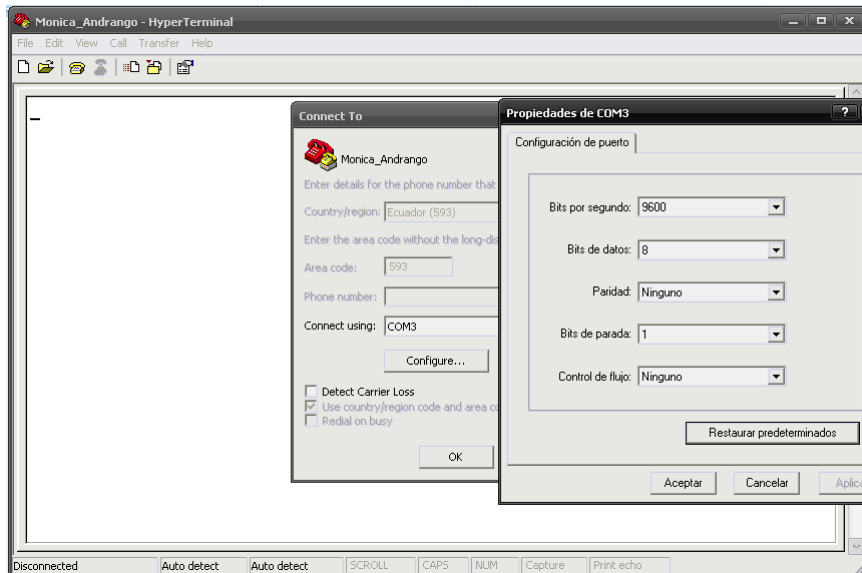 Monica_Andrango - HyperTerminal
File Edit View Call Transfer Help
Connect To
Monica_Andrango
Enter details for the phone number that
Country/region: Ecuador (593)
Enter the area code without the long-dis
Area code: 593
Phone number:
Connect using: COM3
Configure...
Detect Carrier Loss
Use country/region code and area co
Redial on busy
OK
Propiedades de COM3
?
Configuración de puerto
Bits por segundo: 9600
Bits de datos: 8
Paridad: Ninguno
Bits de parada: 1
Control de flujo: Ninguno
Restaurar predeterminados
Aceptar Cancelar Aplica
Disconnected Auto detect Auto detect SCROLL CAPS NUM Capture Print echo